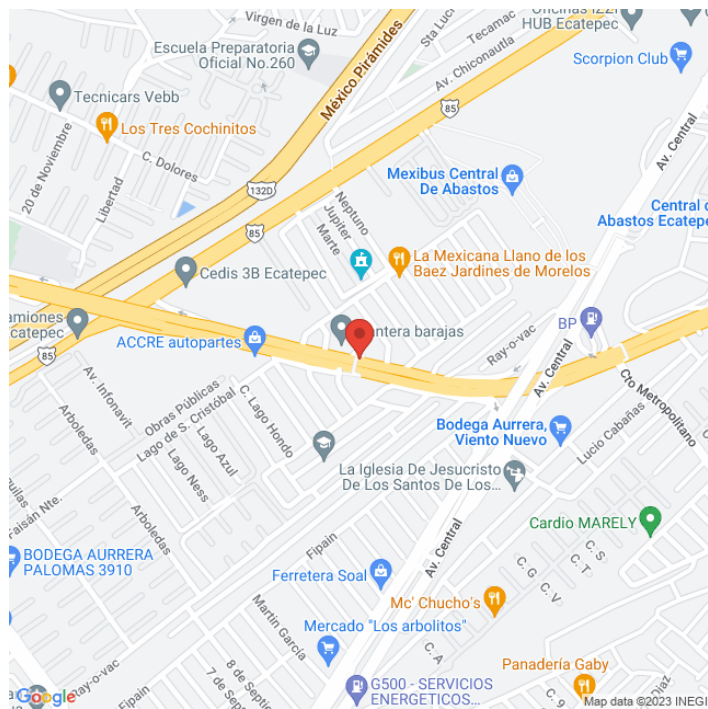 Virgen de la Luz
Sta Lucía
Tecamac
HUB Ecatepec
Escuela Preparatoria
Oficial No.260
México Pirámides
Av. Chiconautla
Scorpion Club
Tecnicars Vebb
85
Los Tres Cochinitos
Av. Central
20 de Noviembre
C. Dolores
Libertad
132D
Mexibus Central
De Abastos
Neptuno
Jupiter
Marte
Central
Abastos Ecatepec
85
La Mexicana Llano de los
Baez Jardines de Morelos
Cedis 3B Ecatepec
85
ACCRE autopartes
barajas
BP
Ray-o-vac
Av. Central
Cto Metropolitano
Av. Infonavit
Arboledas
Obras Públicas
Lago de S. Cristóbal
C. Lago Hondo
Lago Azul
Lago Ness
Bodega Aurrera,
Viento Nuevo
Lucio Cabañas
La Iglesia De Jesucristo
De Los Santos De Los...
Faisán Nte.
Arboledas
Cardio MARELY
Fipain
Av. Central
C. S
C. T
C. G
C. V
BODEGA AURRERA
PALOMAS 3910
Ferretera Soal
Mc' Chucho's
Martin García
Mercado "Los arbolitos"
C. A
8 de Septi
7 de Septi
Ray-o-vac
Fipain
Panadería Gaby
G500 - SERVICIOS
ENERGETICOS...
C. 9
Diaz
Google
Map data ©2023 INEGI